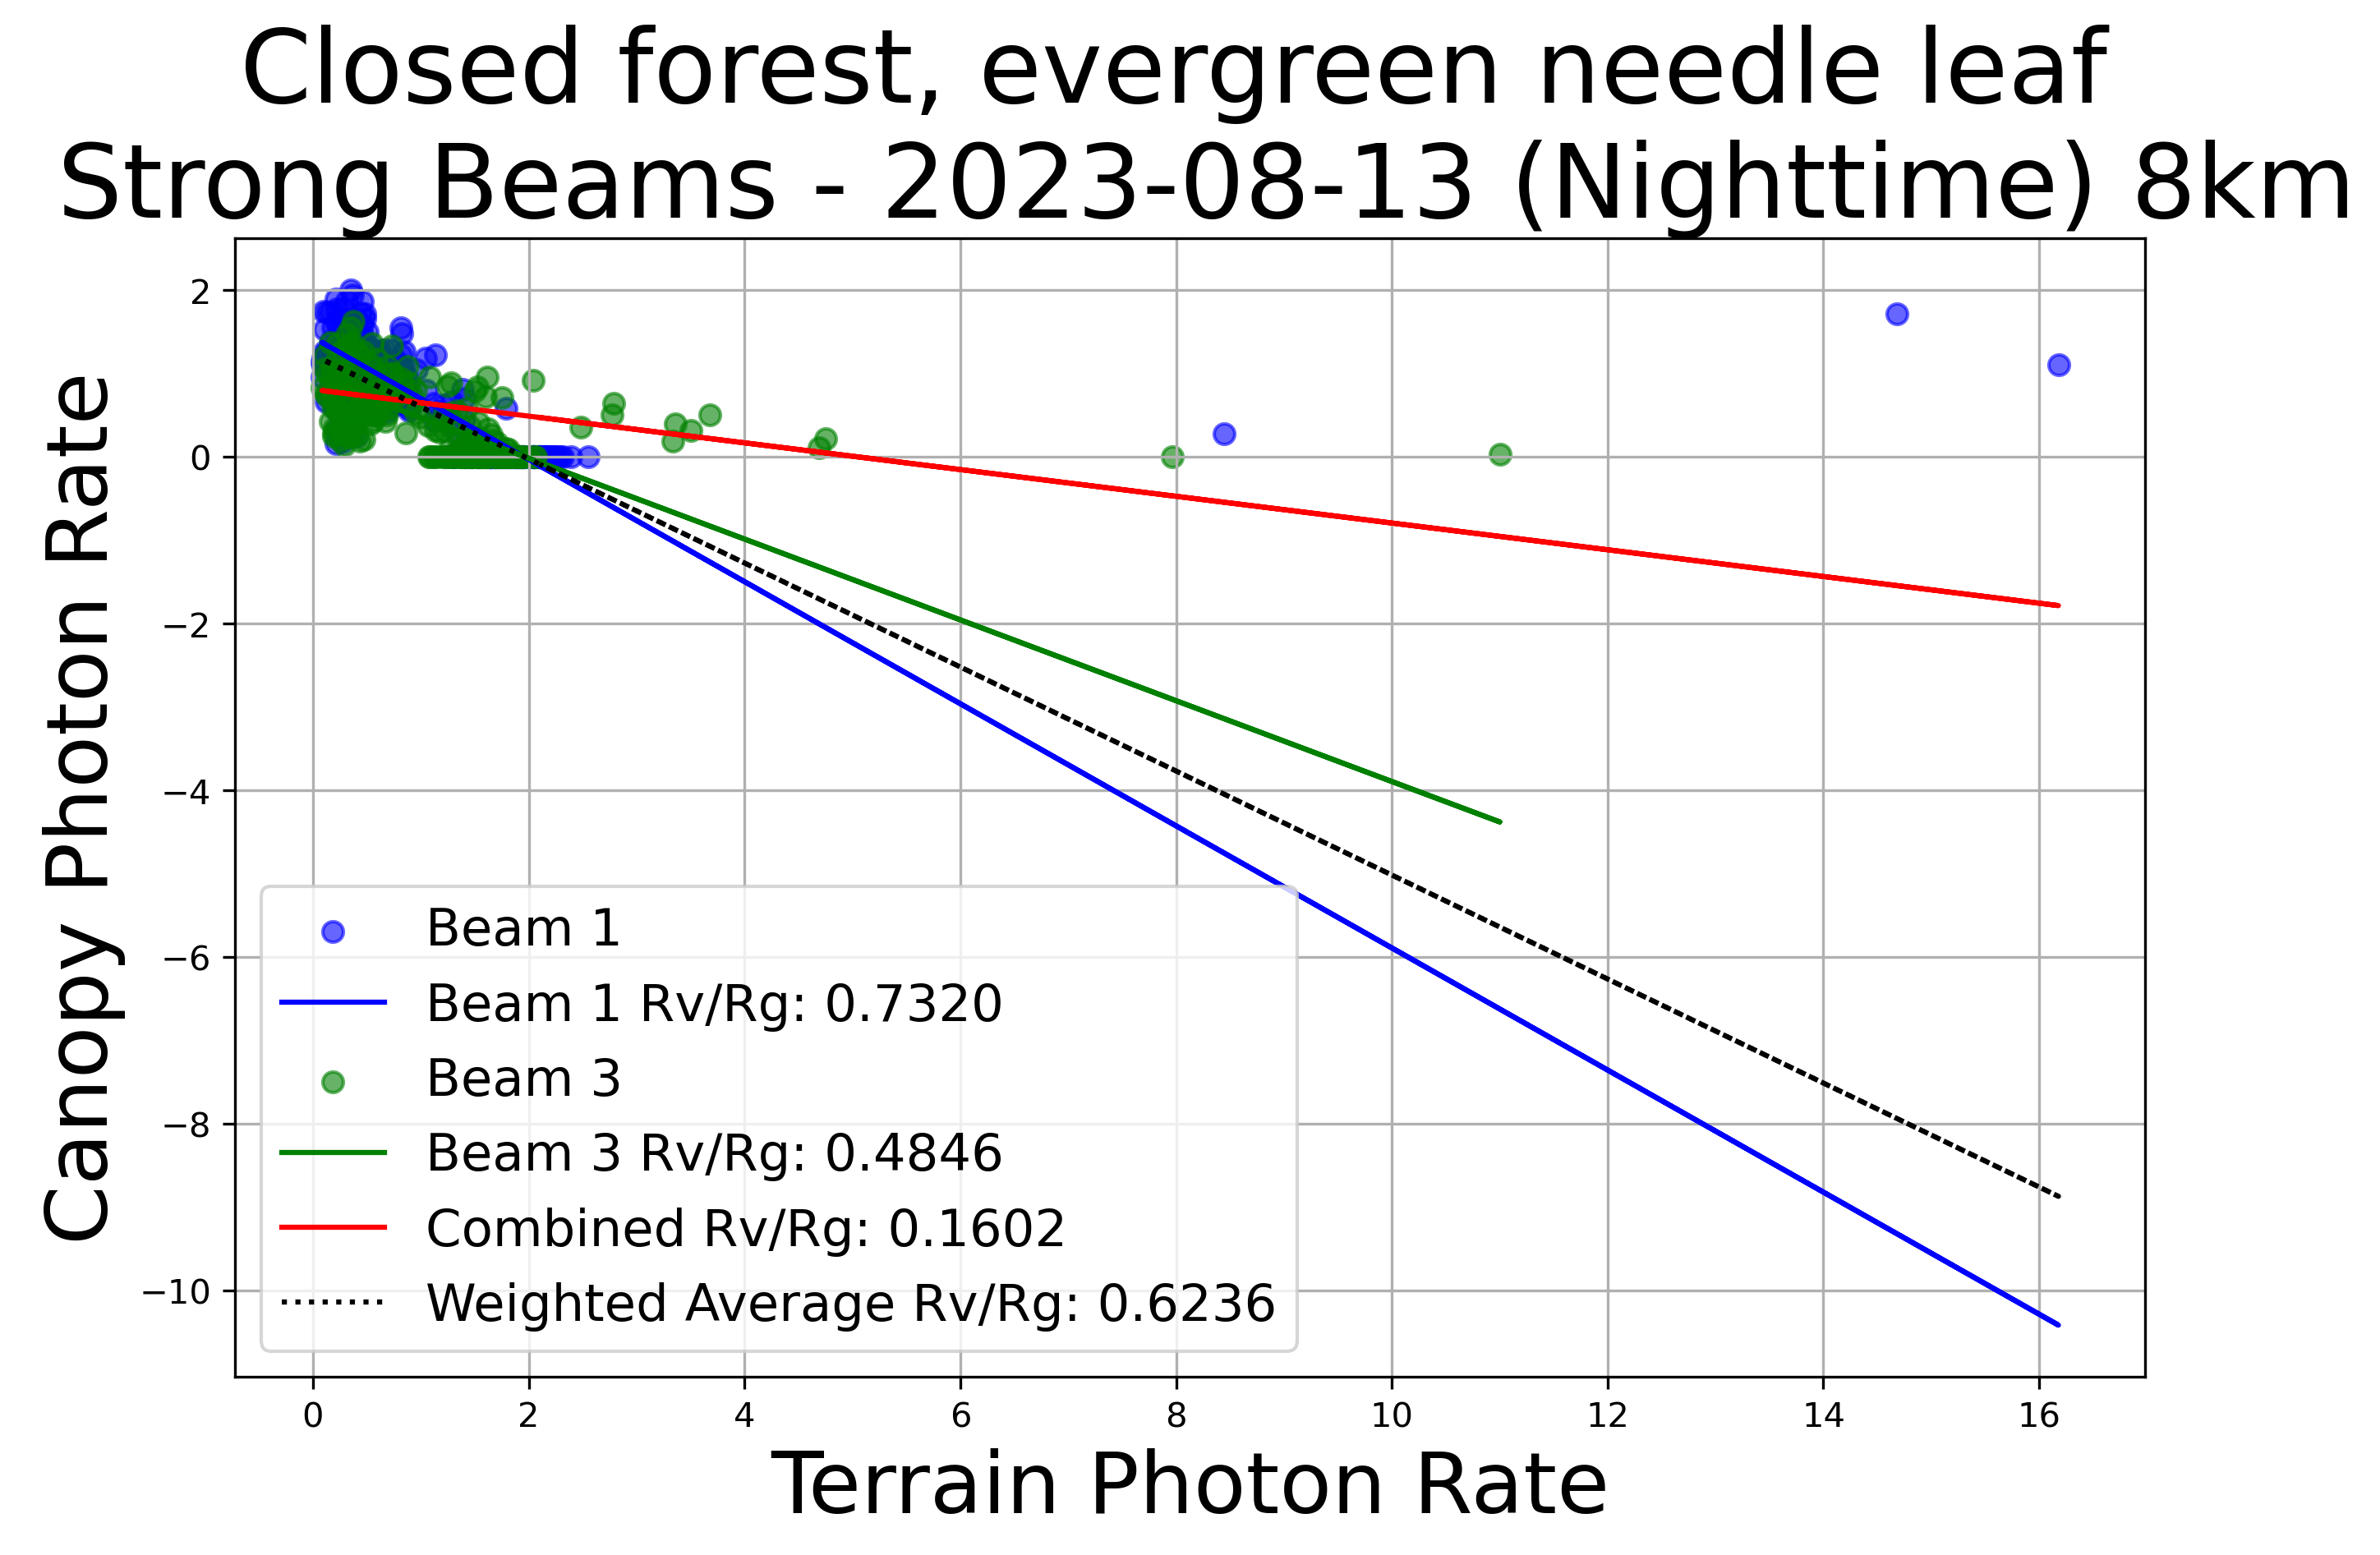 Closed forest, evergreen needle leaf
Strong Beams - 2023-08-13 (Nighttime) 8km
Canopy Photon Rate
2
0
−2
−4
−6
−8
−10
Beam 1
Beam 1 Rv/Rg: 0.7320
Beam 3
Beam 3 Rv/Rg: 0.4846
Combined Rv/Rg: 0.1602
Weighted Average Rv/Rg: 0.6236
0 2 4 6 8 10 12 14 16
Terrain Photon Rate